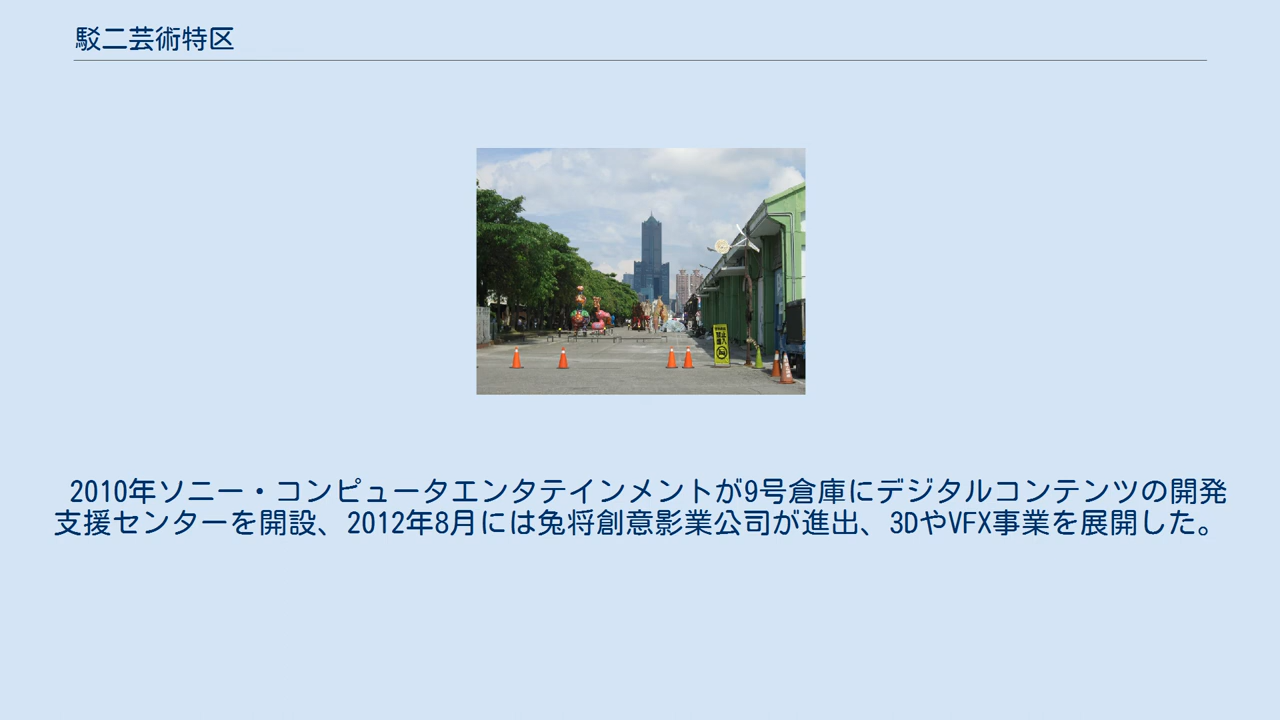 駁二芸術特区
2010年ソニー・コンピュータエンタテインメントが9号倉庫にデジタルコンテンツの開発
支援センターを開設、2012年8月には兔将創意影業公司が進出、3DやVFX事業を展開した。